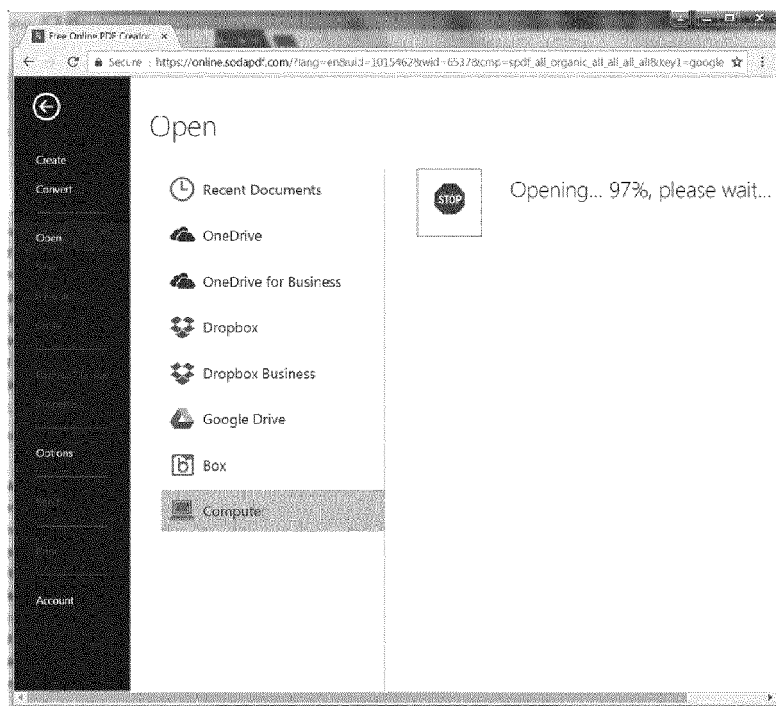 Free Online PDF Creator
Secure https://online.sodapdf.com/?lang=en&uid=1015462&wid=6537&cmp=spdf_all_organic_all_all_all_all&key1=google
Open
Create
Convert
Open
Options
Account
Recent Documents
OneDrive
OneDrive for Business
Dropbox
Dropbox Business
Google Drive
Box
Compute
STOP
Opening... 97%, please wait...